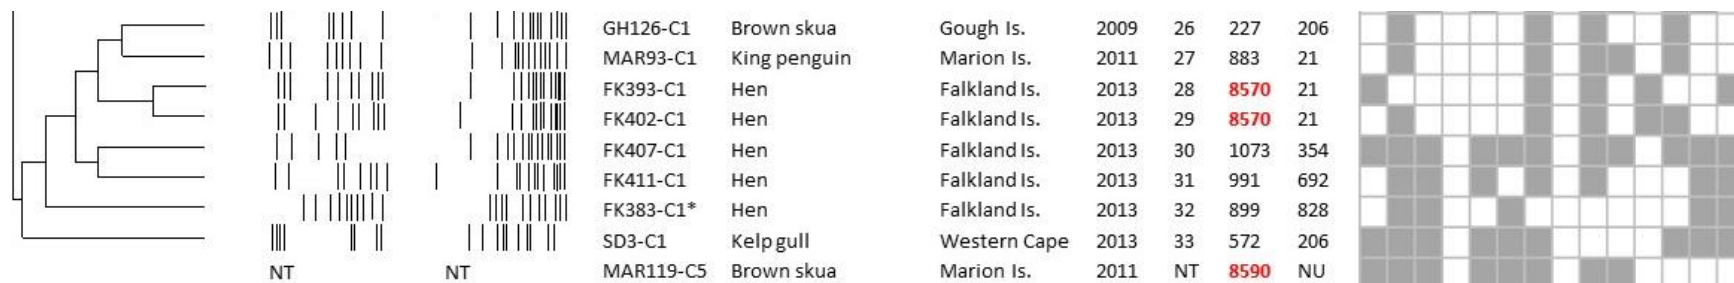 GH126-C1 Brown skua Gough Is. 2009 26 227 206
MAR93-C1 King penguin Marion Is. 2011 27 883 21
FK393-C1 Hen Falkland Is. 2013 28 8570 21
FK402-C1 Hen Falkland Is. 2013 29 8570 21
FK407-C1 Hen Falkland Is. 2013 30 1073 354
FK411-C1 Hen Falkland Is. 2013 31 991 692
FK383-C1* Hen Falkland Is. 2013 32 899 828
SD3-C1 Kelp gull Western Cape 2013 33 572 206
NT NT MAR119-C5 Brown skua Marion Is. 2011 NT 8590 NU